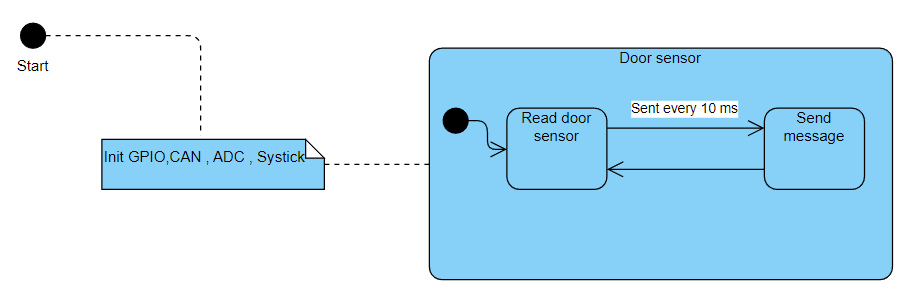 Start
Init GPIO,CAN , ADC , Systick
Door sensor
Read door
sensor
Sent every 10 ms
Send
message